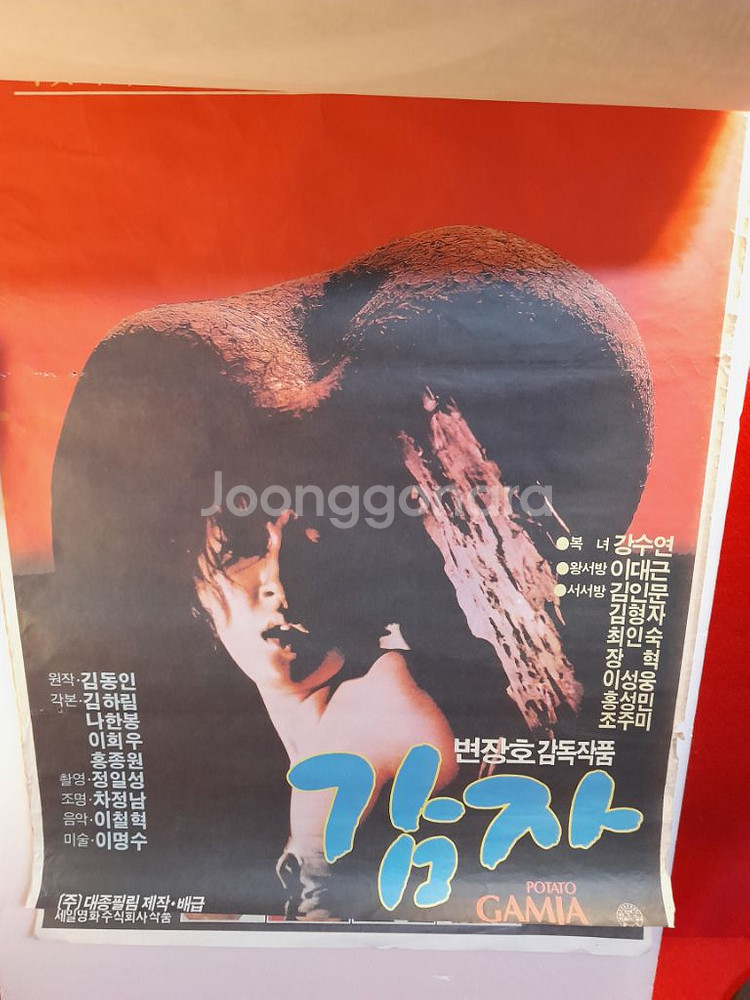 Joonggonara
●복 녀 강수연
●왕서방 이대근
●서서방 김인문
김형자
최인숙
장 혁
이성웅
홍성민
조주미
원작·김동인
각본·김하림
나한봉
이희우
홍종원
촬영·정일성
조명·차정남
음악·이철혁
미술·이명수
변장호 감독작품
감자
POTATO
GAMJA
(주) 대종필림 제작·배급
세일영화주식회사작품